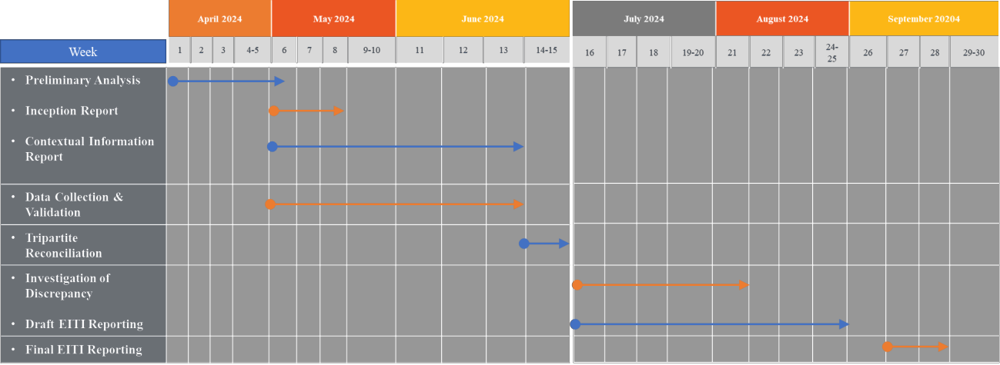 April 2024 May 2024 June 2024 July 2024 August 2024 September 20204
Week 1 2 3 4-5 6 7 8 9-10 11 12 13 14-15 16 17 18 19-20 21 22 23 24-
25 26 27 28 29-30
• Preliminary Analysis
• Inception Report
• Contextual Information
Report
• Data Collection &
Validation
• Tripartite
Reconciliation
• Investigation of
Discrepancy
• Draft EITI Reporting
• Final EITI Reporting